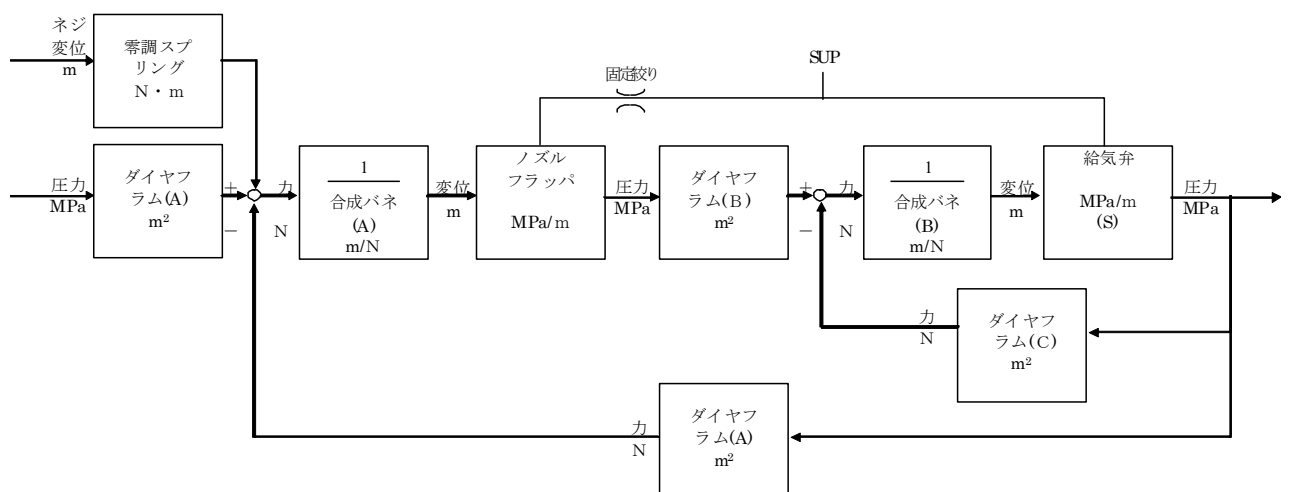 ネジ
変位
m
零調スプ
リング
N・m
SUP
固定絞り
圧力
MPa
ダイヤフ
ラム(A)
m²
+
−
力
N
1
合成バネ
(A)
m/N
変位
m
ノズル
フラッパ
MPa/m
圧力
MPa
ダイヤフ
ラム(B)
m²
+
−
力
N
1
合成バネ
(B)
m/N
変位
m
給気弁
MPa/m
(S)
圧力
MPa
力
N
ダイヤフ
ラム(C)
m²
力
N
ダイヤフ
ラム(A)
m²